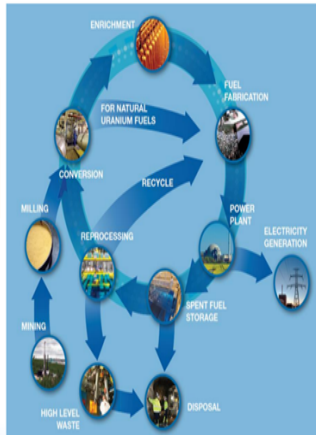 ENRICHMENT
FUEL
FABRICATION
FOR NATURAL
URANIUM FUELS
CONVERSION
RECYCLE
MILLING
REPROCESSING
POWER
PLANT
ELECTRICITY
GENERATION
SPENT FUEL
STORAGE
MINING
HIGH LEVEL
WASTE
DISPOSAL